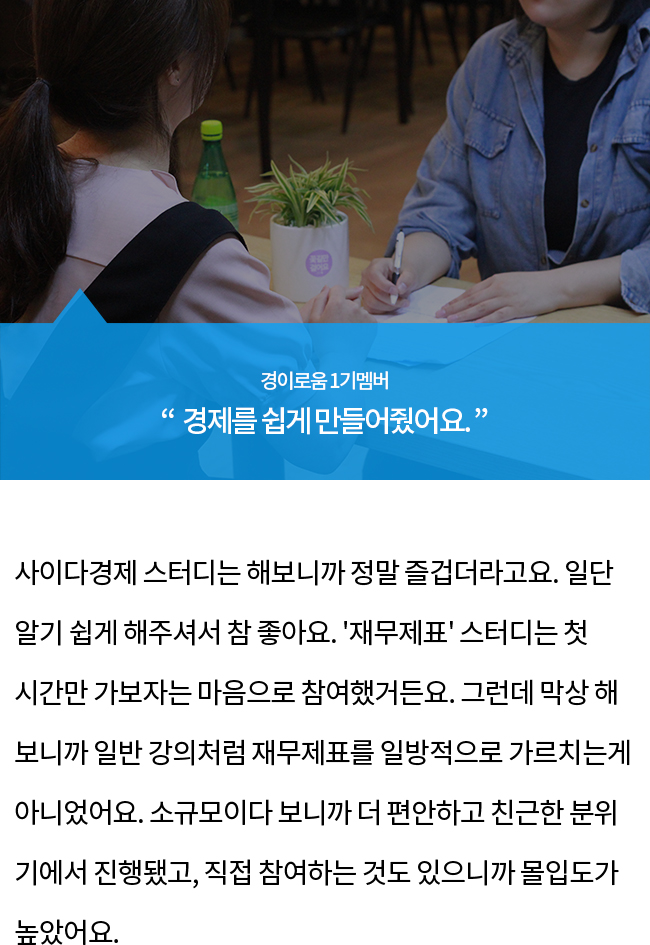 경이로움 1기멤버
“ 경제를 쉽게 만들어줬어요. ”
사이다경제 스터디는 해보니까 정말 즐겁더라고요. 일단
알기 쉽게 해주셔서 참 좋아요. '재무제표' 스터디는 첫
시간만 가보자는 마음으로 참여했거든요. 그런데 막상 해
보니까 일반 강의처럼 재무제표를 일방적으로 가르치는게
아니었어요. 소규모이다 보니까 더 편안하고 친근한 분위
기에서 진행됐고, 직접 참여하는 것도 있으니까 몰입도가
높았어요.